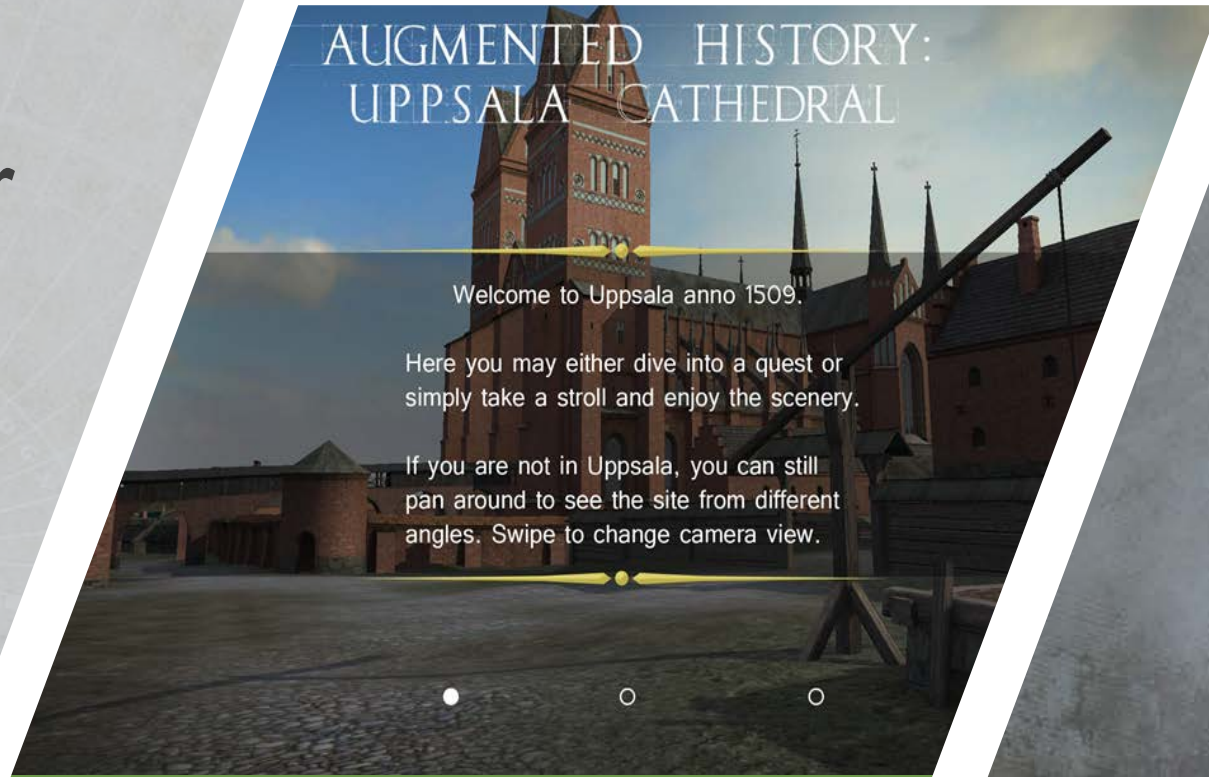 AUGMENTED HISTORY:
UPPSALA CATHEDRAL
Welcome to Uppsala anno 1509.
Here you may either dive into a quest or
simply take a stroll and enjoy the scenery.
If you are not in Uppsala, you can still
pan around to see the site from different
angles. Swipe to change camera view.